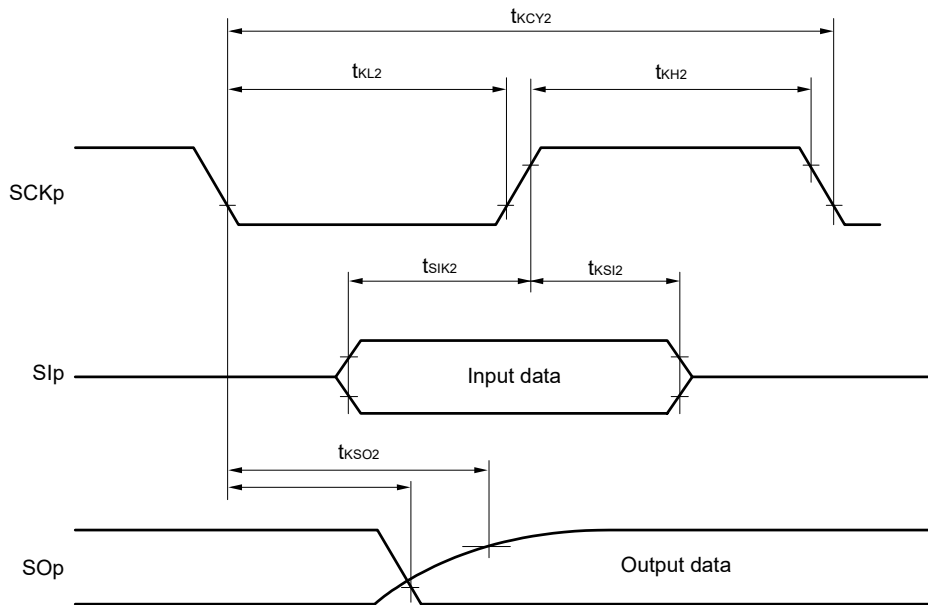 tKCY2
tKL2
tKH2
SCKp
tSIK2
tKSI2
SIp
Input data
tKSO2
SOp
Output data